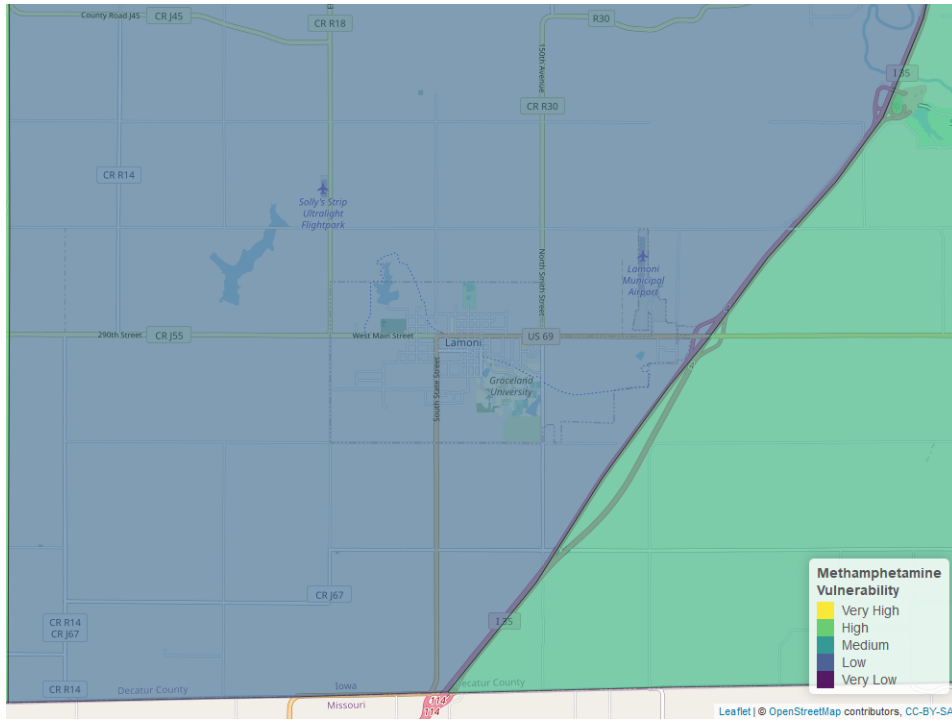 County Road J45
CR J45
CR R18
R30
150th Avenue
I 35
CR R30
CR R14
Solly's Strip
Ultralight
Flightpark
North Smith Street
Lamoni
Municipal
Airport
290th Street
CR J55
West Main Street
US 69
Lamoni
South State Street
Graceland
University
CR J67
CR R14
CR J67
I 35
CR R14
Decatur County
Iowa
Missouri
ecatur County
114
114
Methamphetamine
Vulnerability
Very High
High
Medium
Low
Very Low
Leaflet | © OpenStreetMap contributors, CC-BY-SA